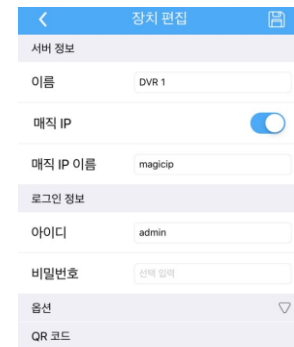 장치 편집
서버 정보
이름 DVR 1
매직 IP
매직 IP 이름 magicip
로그인 정보
아이디 admin
비밀번호 선택 입력
옵션
QR 코드